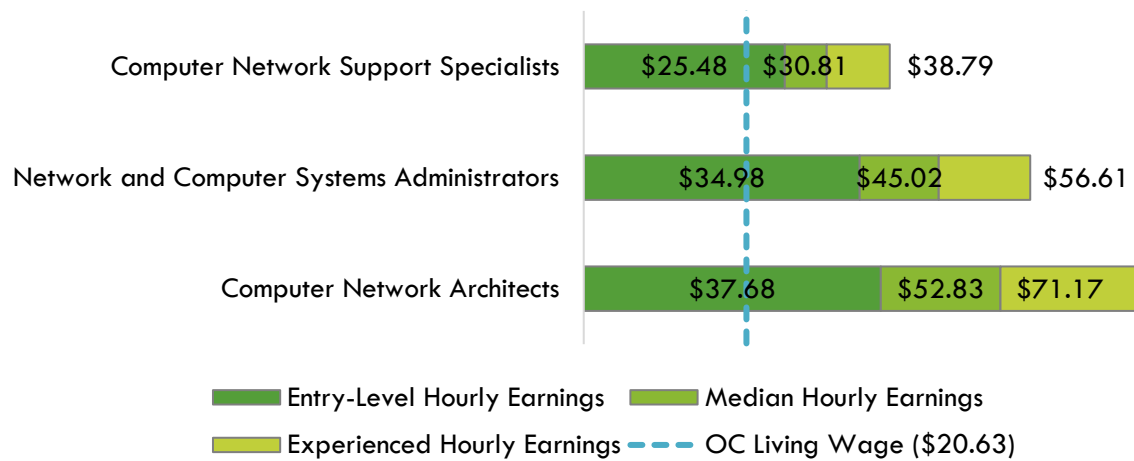 Computer Network Support Specialists $25.48 $30.81 $38.79
Network and Computer Systems Administrators $34.98 $45.02 $56.61
Computer Network Architects $37.68 $52.83 $71.17
Entry-Level Hourly Earnings Median Hourly Earnings
Experienced Hourly Earnings OC Living Wage ($20.63)